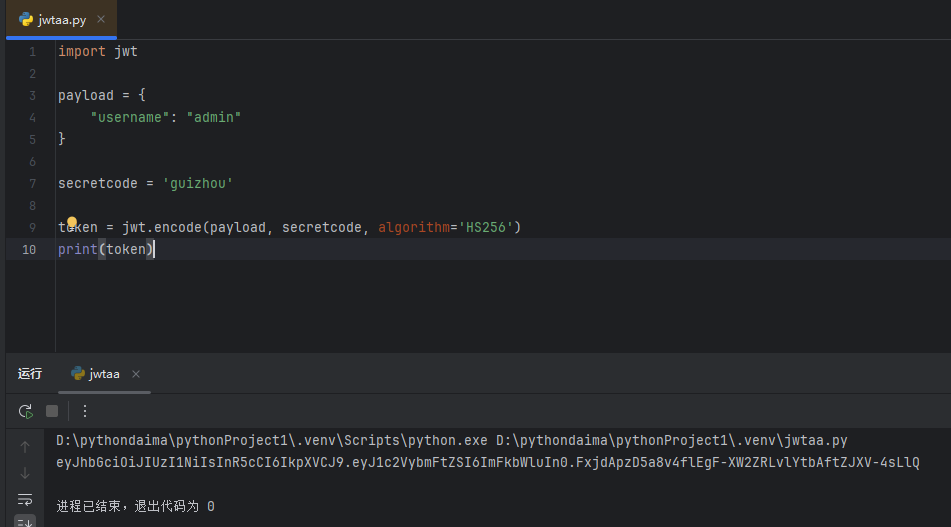 jwtaa.py
1 import jwt
2
3 payload = {
4     "username": "admin"
5 }
6
7 secretcode = 'guizhou'
8
9 token = jwt.encode(payload, secretcode, algorithm='HS256')
10 print(token)
运行 jwtaa
D:\pythondaima\pythonProject1\.venv\Scripts\python.exe D:\pythondaima\pythonProject1\.venv\jwtaa.py
eyJhbGciOiJIUzI1NiIsInR5cCI6IkpXVCJ9.eyJ1c2VybmFtZSI6ImFkbWluIn0.FxjdApzD5a8v4flEgF-XW2ZRLvlYtbAftZJXV-4sLlQ
进程已结束，退出代码为 0